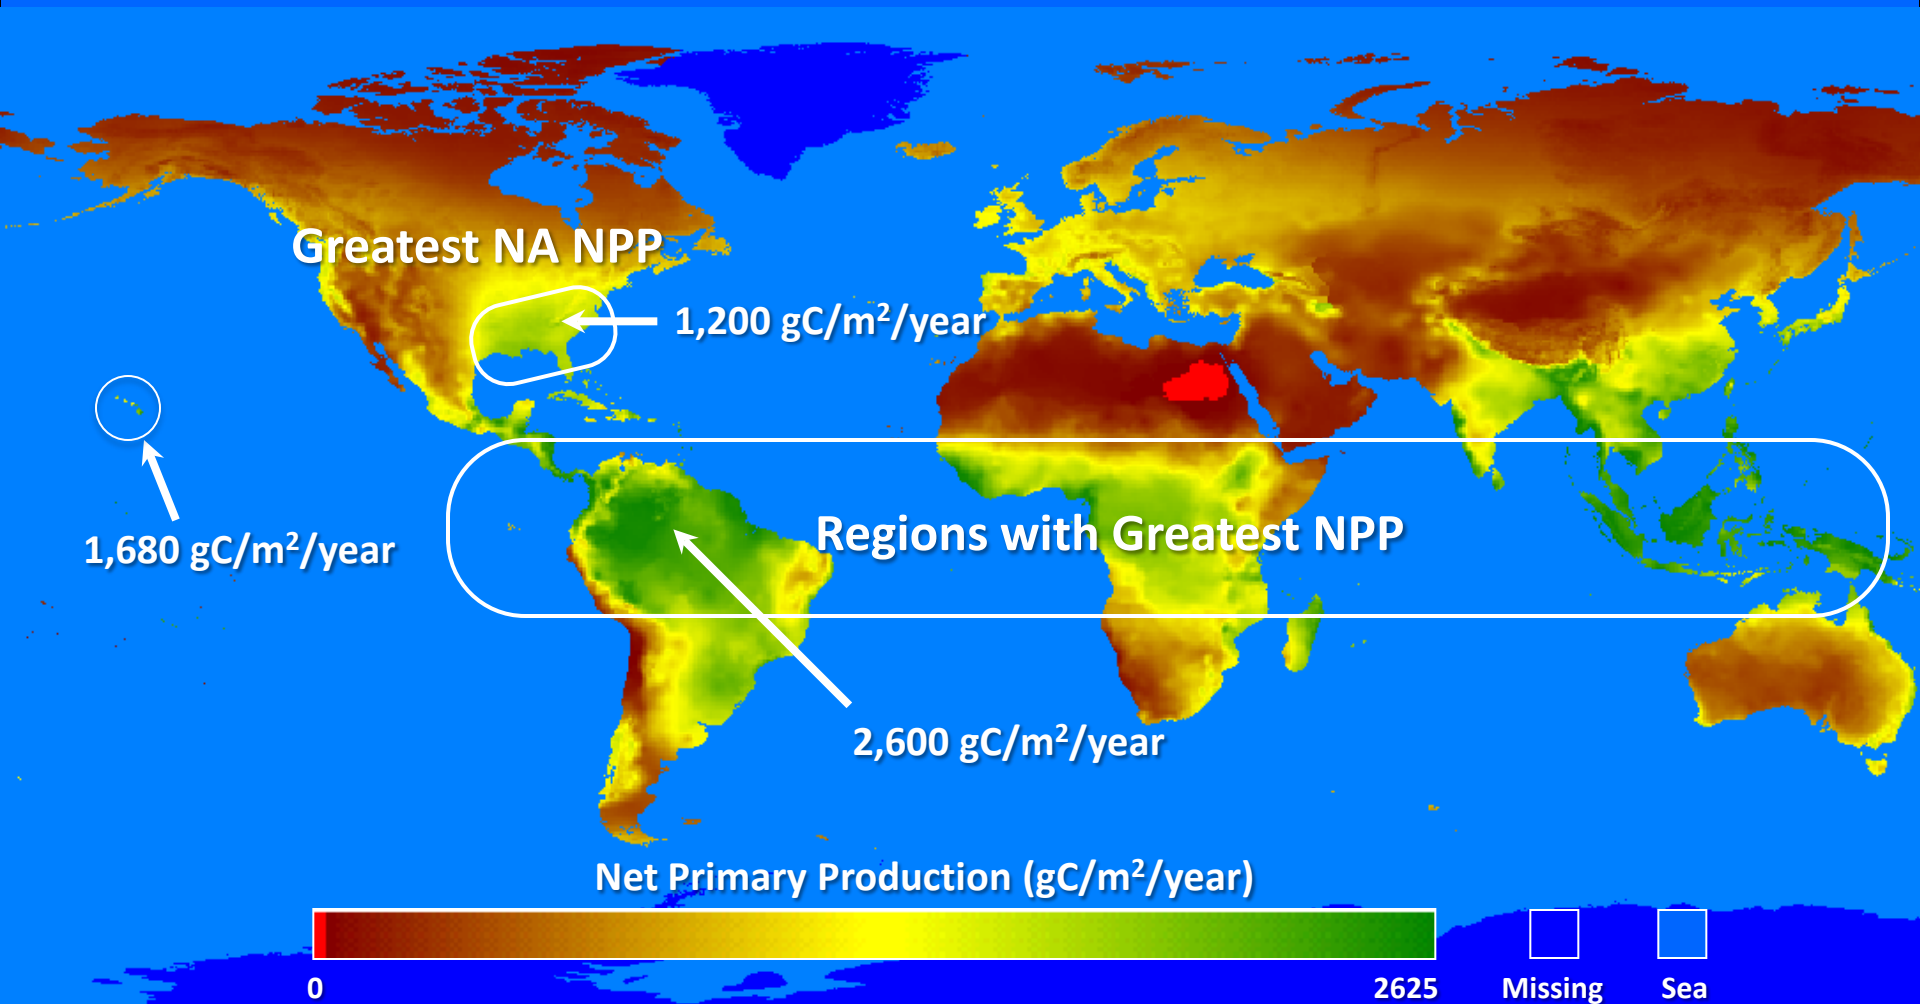 Greatest NA NPP
1,200 gC/m²/year
1,680 gC/m²/year
Regions with Greatest NPP
2,600 gC/m²/year
Net Primary Production (gC/m²/year)
0 2625 Missing Sea